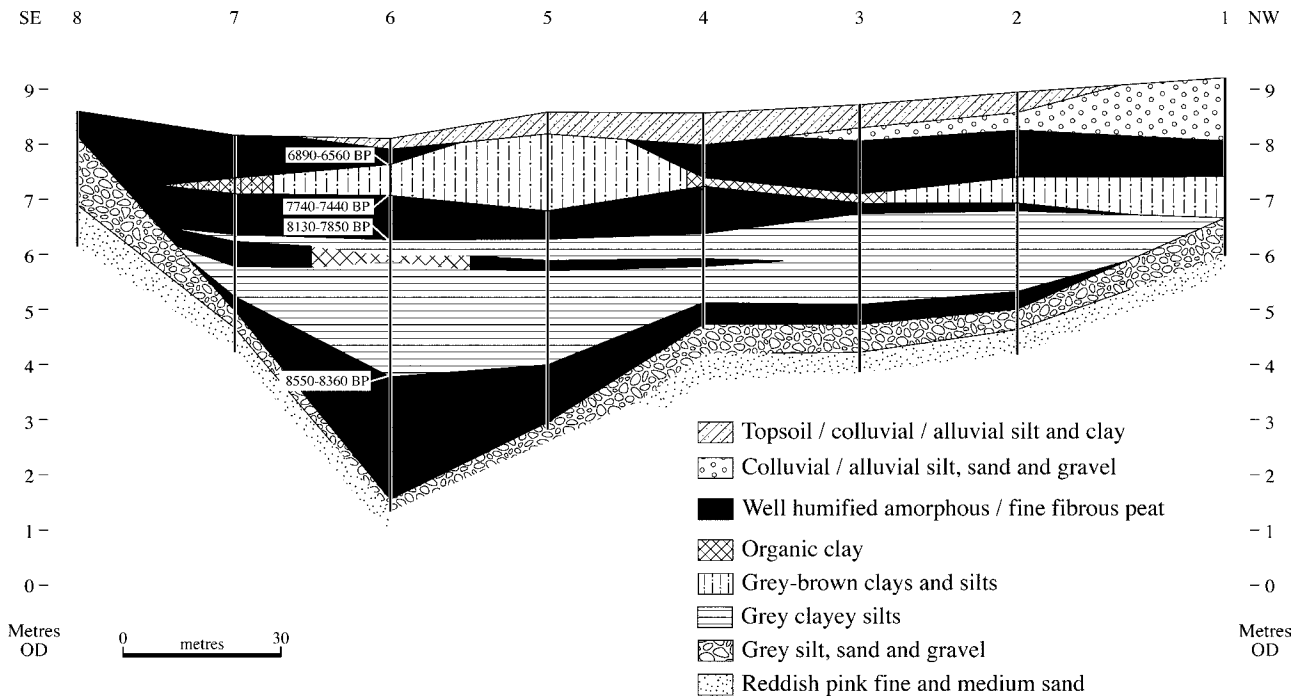 SE 8 7 6 5 4 3 2 1 NW
9 9
8 8
6890-6560 BP
7 7
7740-7440 BP
8130-7850 BP
6 6
5 5
4 4
8550-8360 BP
3 3
Topsoil / colluvial / alluvial silt and clay
2 2
Colluvial / alluvial silt, sand and gravel
Well humified amorphous / fine fibrous peat
1 1
Organic clay
0 0
Grey-brown clays and silts
Grey clayey silts
Metres Metres
OD OD
0 metres 30
Grey silt, sand and gravel
Reddish pink fine and medium sand